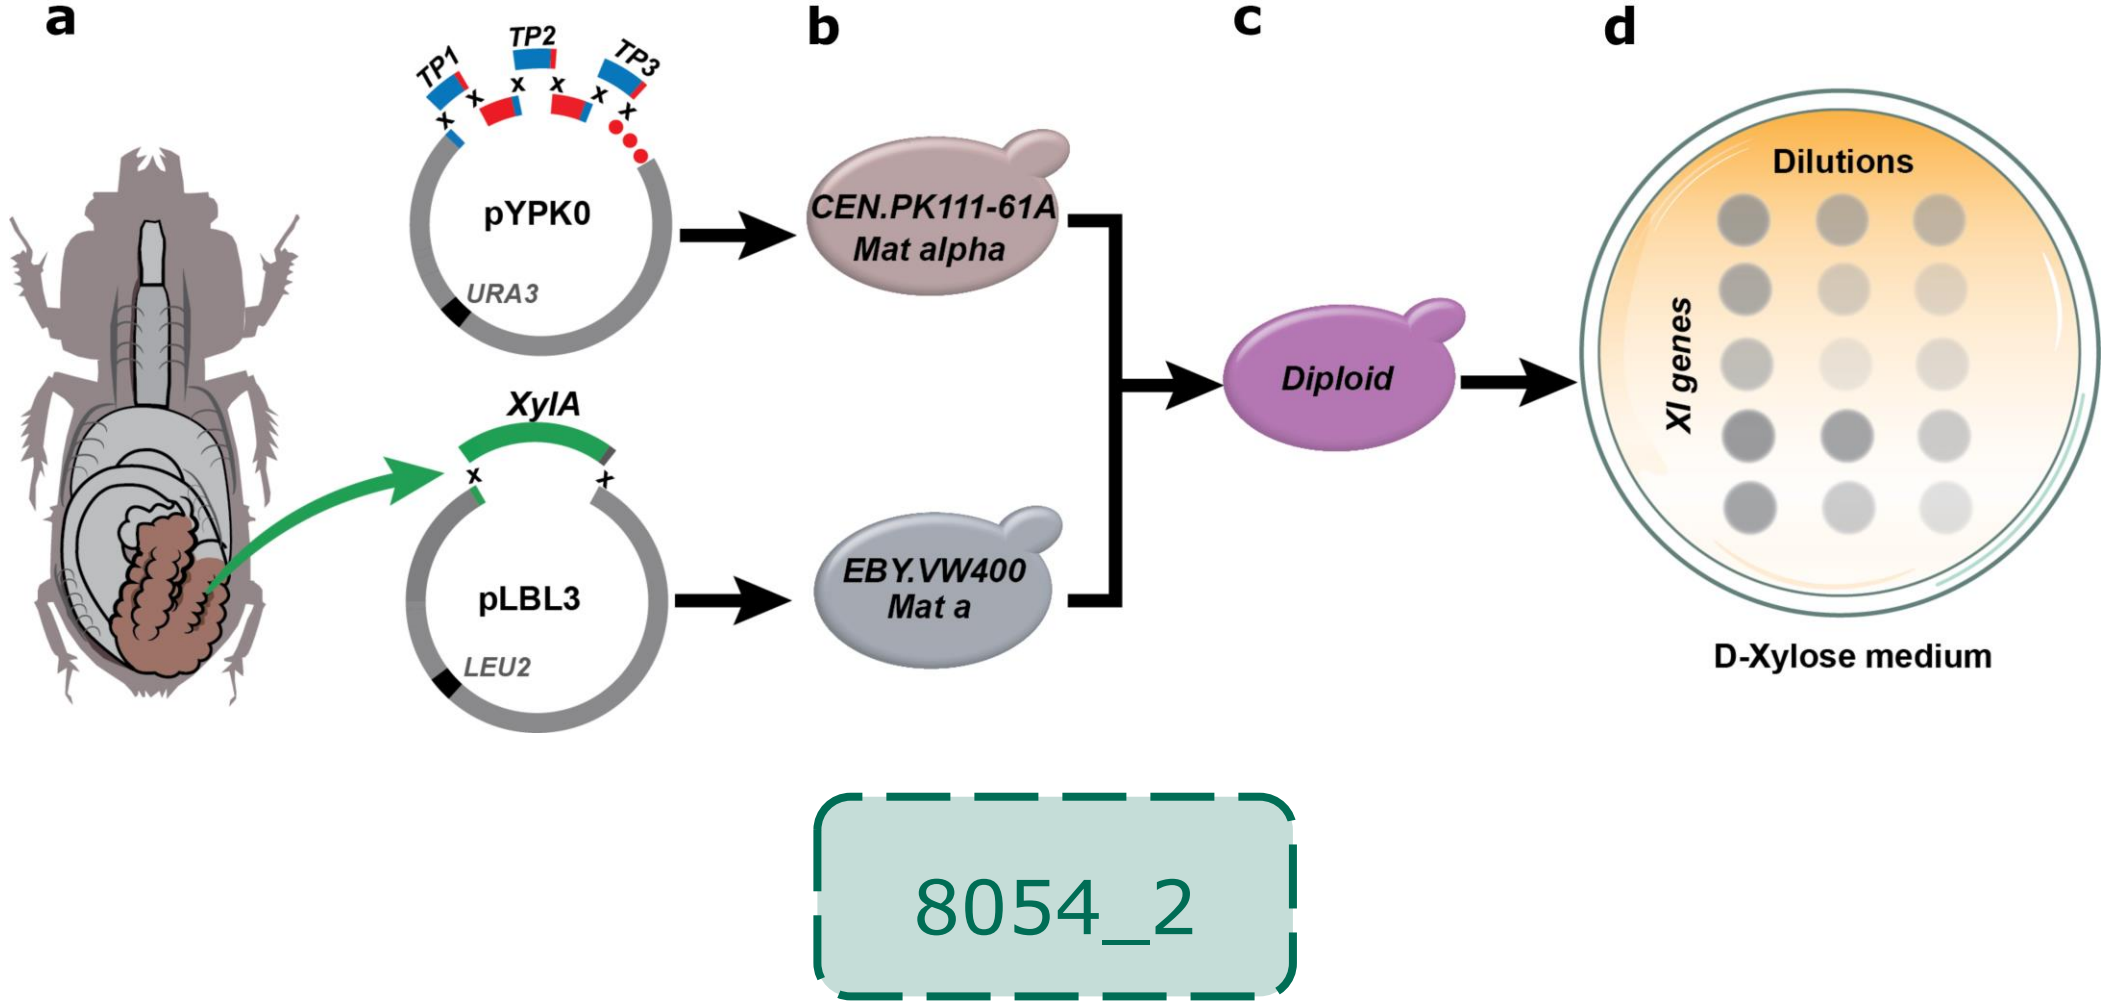 a
b
c
d
TP1
TP2
TP3
x
x
x
x
x
x
pYPK0
URA3
CEN.PK111-61A
Mat alpha
XylA
x
x
pLBL3
LEU2
EBY.VW400
Mat a
Diploid
Dilutions
XI genes
D-Xylose medium
8054_2